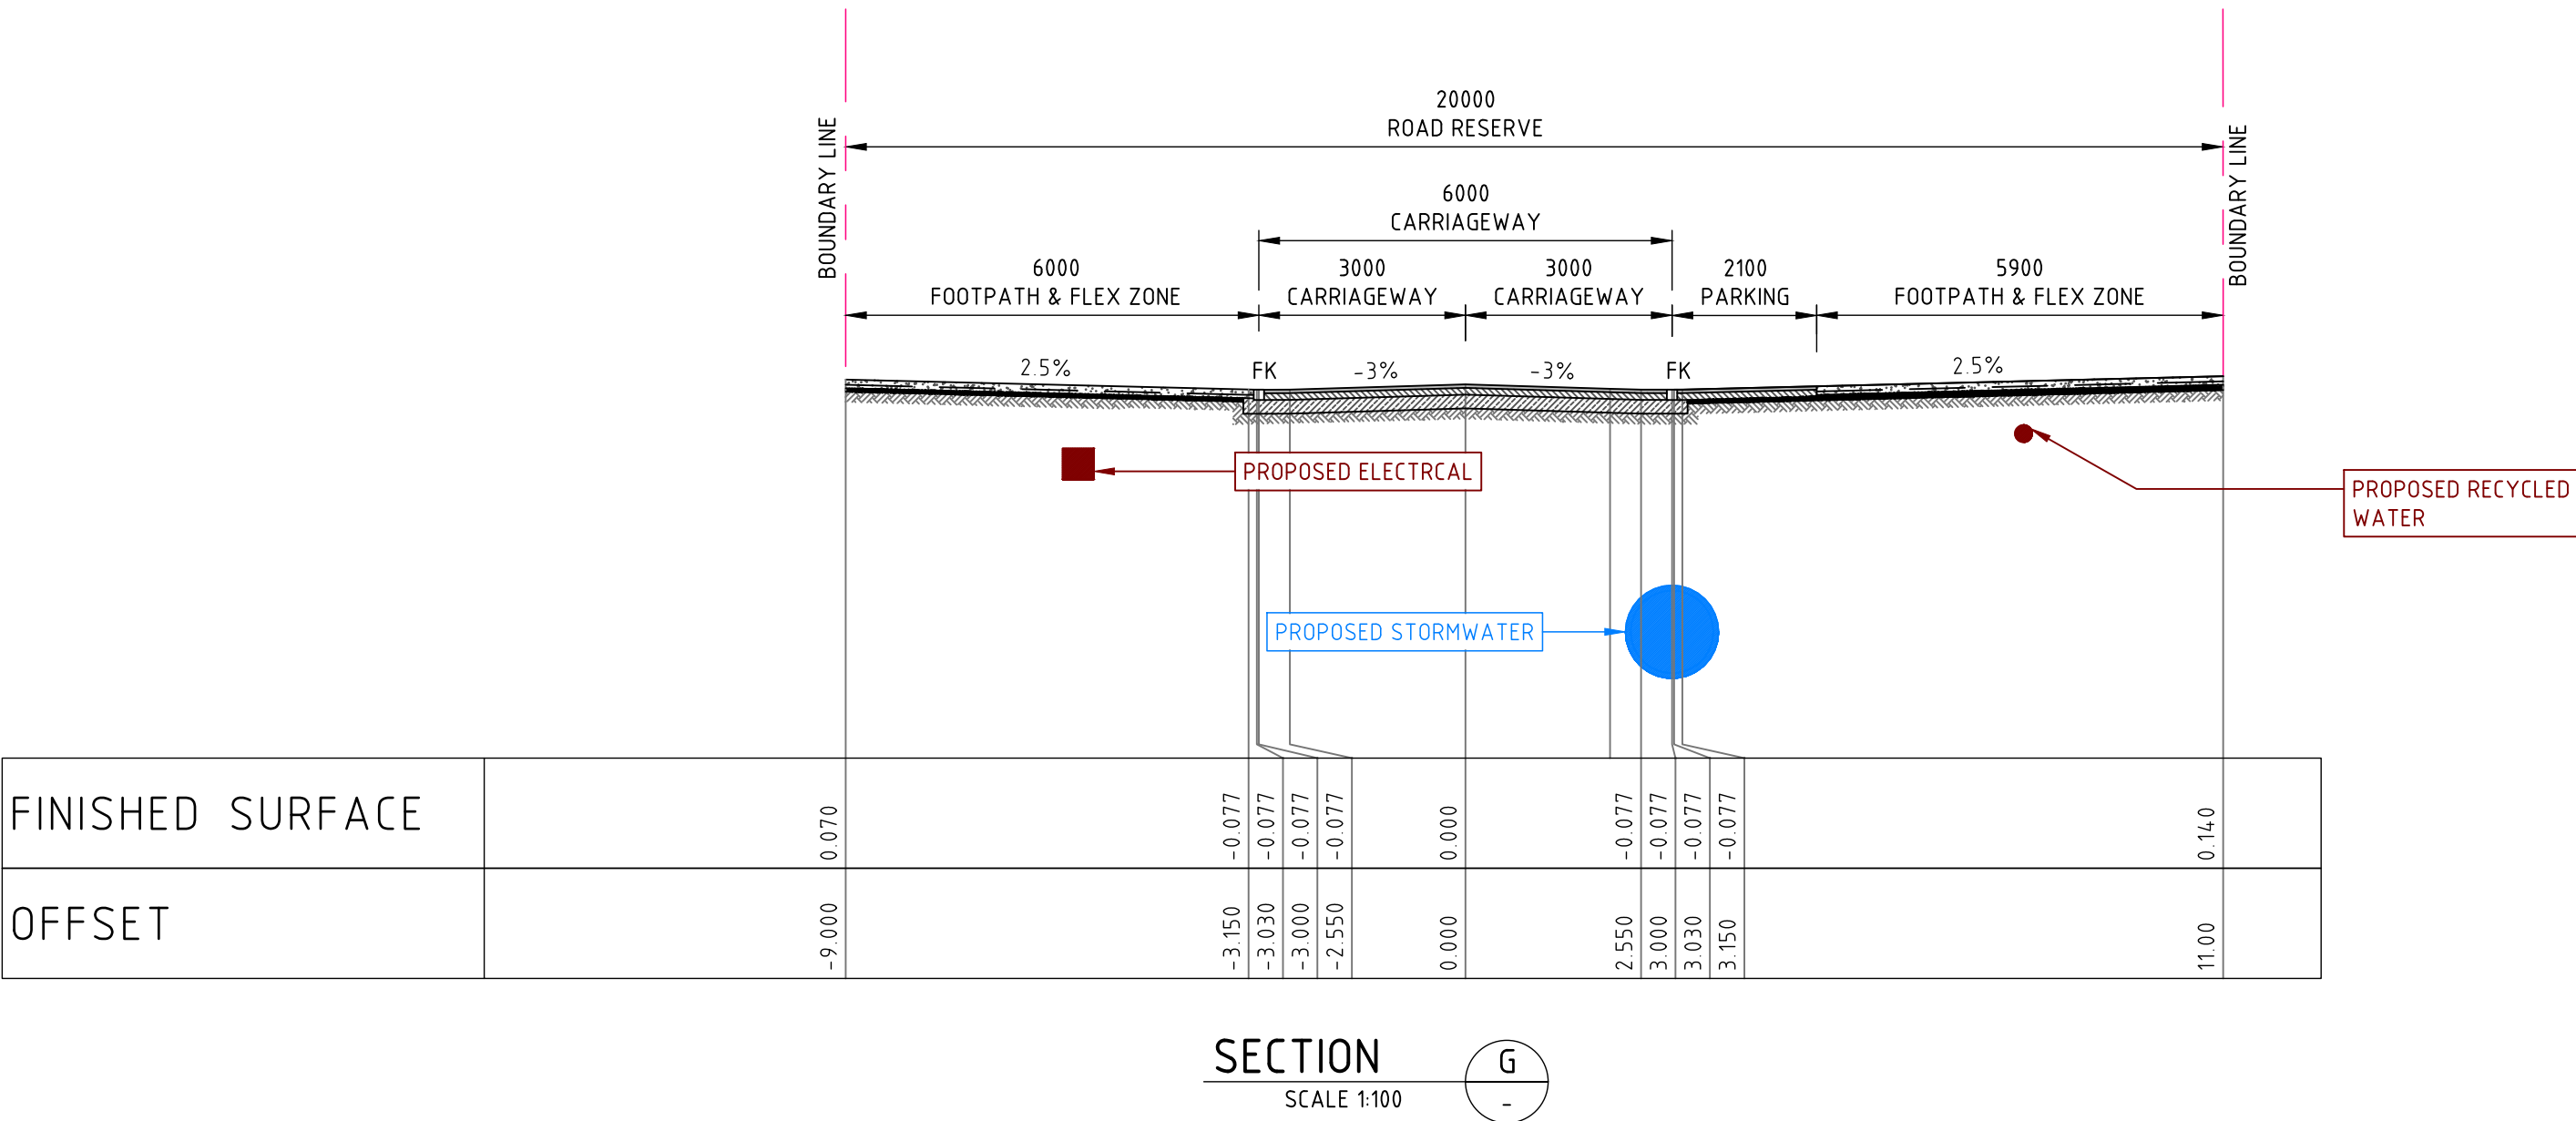 20000
ROAD RESERVE
BOUNDARY LINE
BOUNDARY LINE
6000
CARRIAGEWAY
6000
FOOTPATH & FLEX ZONE
3000
CARRIAGEWAY
3000
CARRIAGEWAY
2100
PARKING
5900
FOOTPATH & FLEX ZONE
2.5%
FK
-3%
-3%
FK
2.5%
PROPOSED ELECTRCAL
PROPOSED RECYCLED
WATER
PROPOSED STORMWATER
FINISHED SURFACE
0.070
-0.077
-0.077
-0.077
-0.077
0.000
-0.077
-0.077
-0.077
-0.077
0.140
OFFSET
-9.000
-3.150
-3.030
-3.000
-2.550
0.000
2.550
3.000
3.030
3.150
11.00
SECTION
G
SCALE 1:100
-